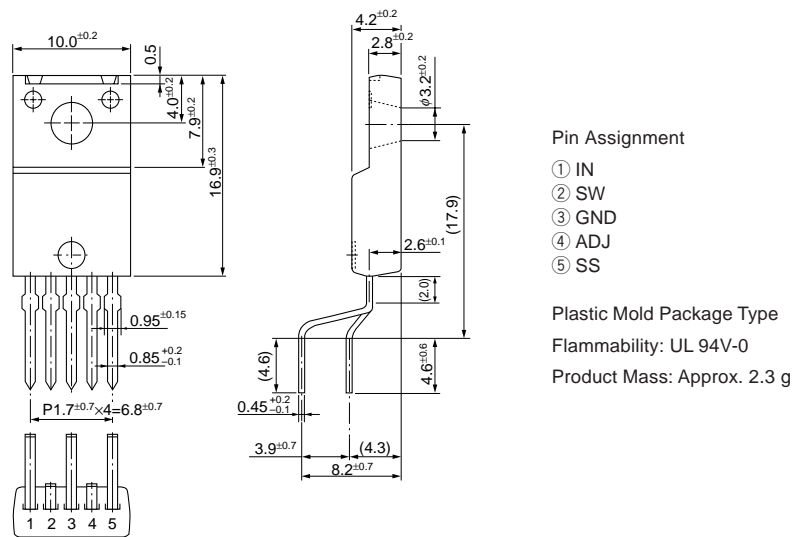 10.0±0.2
0.5
4.0±0.2
7.9±0.2
16.9±0.3
0.95±0.15
0.85+0.2−0.1
P1.7±0.7×4=6.8±0.7
1 2 3 4 5
4.2±0.2
2.8±0.2
φ3.2±0.2
(17.9)
2.6±0.1
(2.0)
(4.6)
4.6±0.6
0.45+0.2−0.1
3.9±0.7
(4.3)
8.2±0.7
Pin Assignment
① IN
② SW
③ GND
④ ADJ
⑤ SS
Plastic Mold Package Type
Flammability: UL 94V-0
Product Mass: Approx. 2.3 g